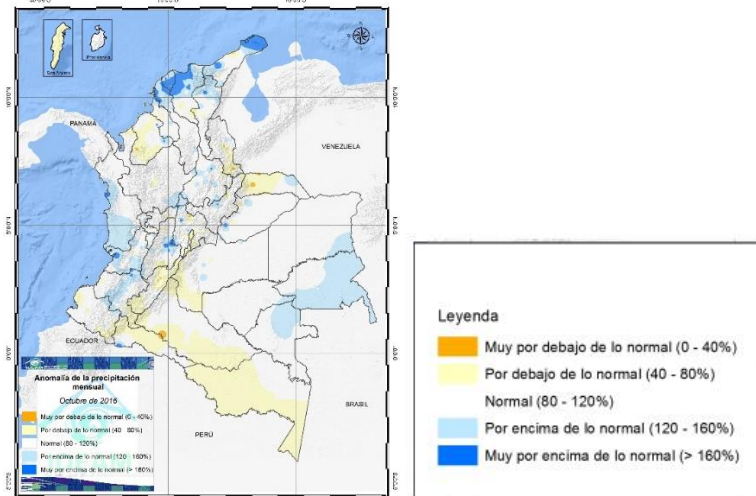 PANAMA
VENEZUELA
ECUADOR
BRASIL
PERÚ
Anomalía de la precipitación
mensual
Octubre de 2016
Muy por debajo de lo normal (0 - 40%)
Por debajo de lo normal (40 - 80%)
Normal (80 - 120%)
Por encima de lo normal (120 - 160%)
Muy por encima de lo normal (> 160%)
Leyenda
Muy por debajo de lo normal (0 - 40%)
Por debajo de lo normal (40 - 80%)
Normal (80 - 120%)
Por encima de lo normal (120 - 160%)
Muy por encima de lo normal (> 160%)